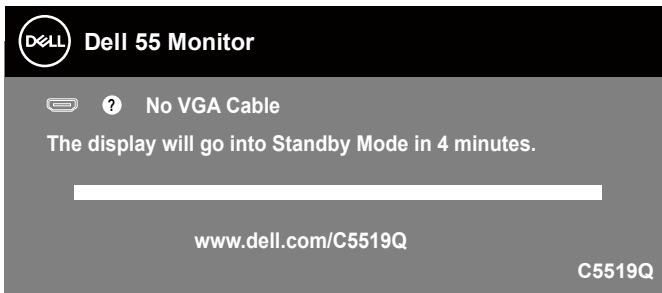 DELL Dell 55 Monitor
? No VGA Cable
The display will go into Standby Mode in 4 minutes.
www.dell.com/C5519Q
C5519Q